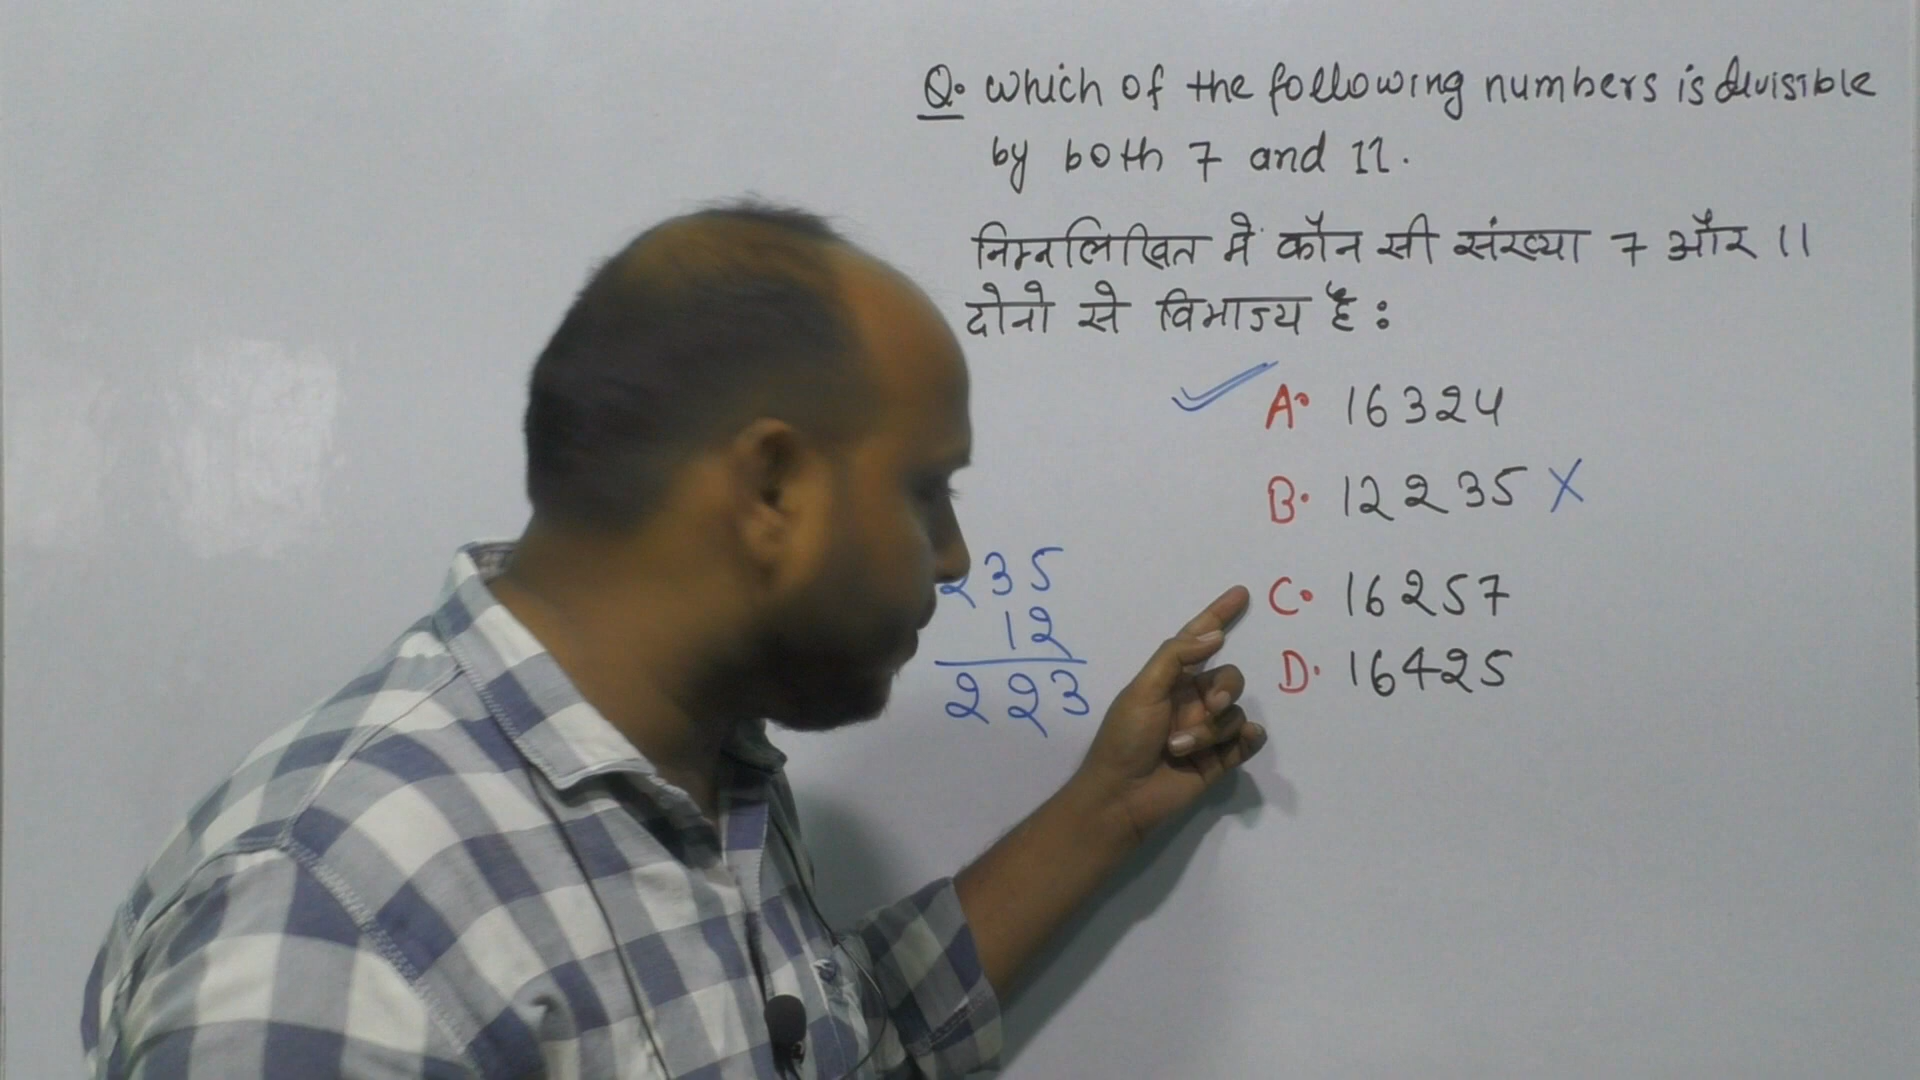 Q. which of the following numbers is divisible
by both 7 and 11.
निम्नलिखित में कौन सी संख्या 7 और 11
दोनो से विभाज्य है :
✓ A. 16324
B. 12235 X
C. 16257
D. 16425
235
12
223